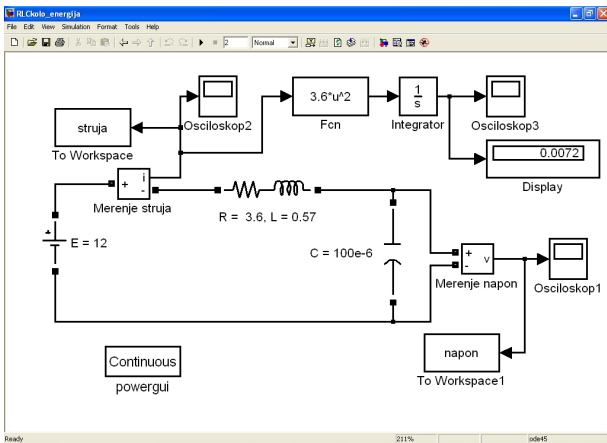 RLCkolo_energija
File Edit View Simulation Format Tools Help
2 Normal
struja
To Workspace
Osciloskop2
3.6*u^2
Fcn
1
s
Integrator
Osciloskop3
0.0072
Display
+ i
-
Merenje struja
R = 3.6, L = 0.57
+
E = 12
C = 100e-6
+
- v
Merenje napon
Osciloskop1
napon
To Workspace1
Continuous
powergui
Ready 211% ode45